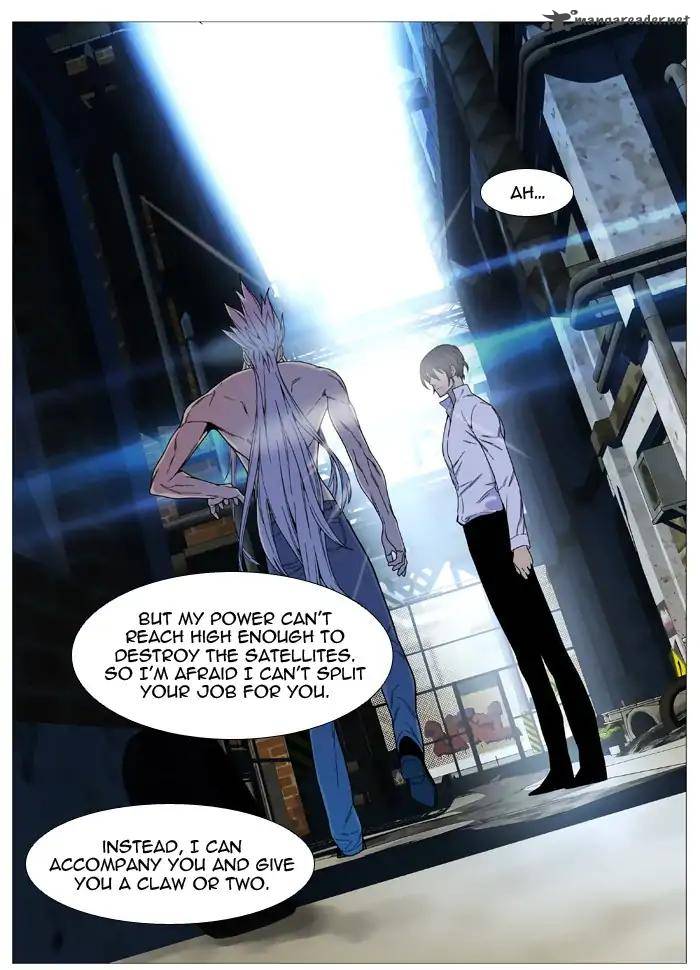 mangareader.net
AH...
BUT MY POWER CAN'T
REACH HIGH ENOUGH TO
DESTROY THE SATELLITES.
SO I'M AFRAID I CAN'T SPLIT
YOUR JOB FOR YOU.
INSTEAD, I CAN
ACCOMPANY YOU AND GIVE
YOU A CLAW OR TWO.